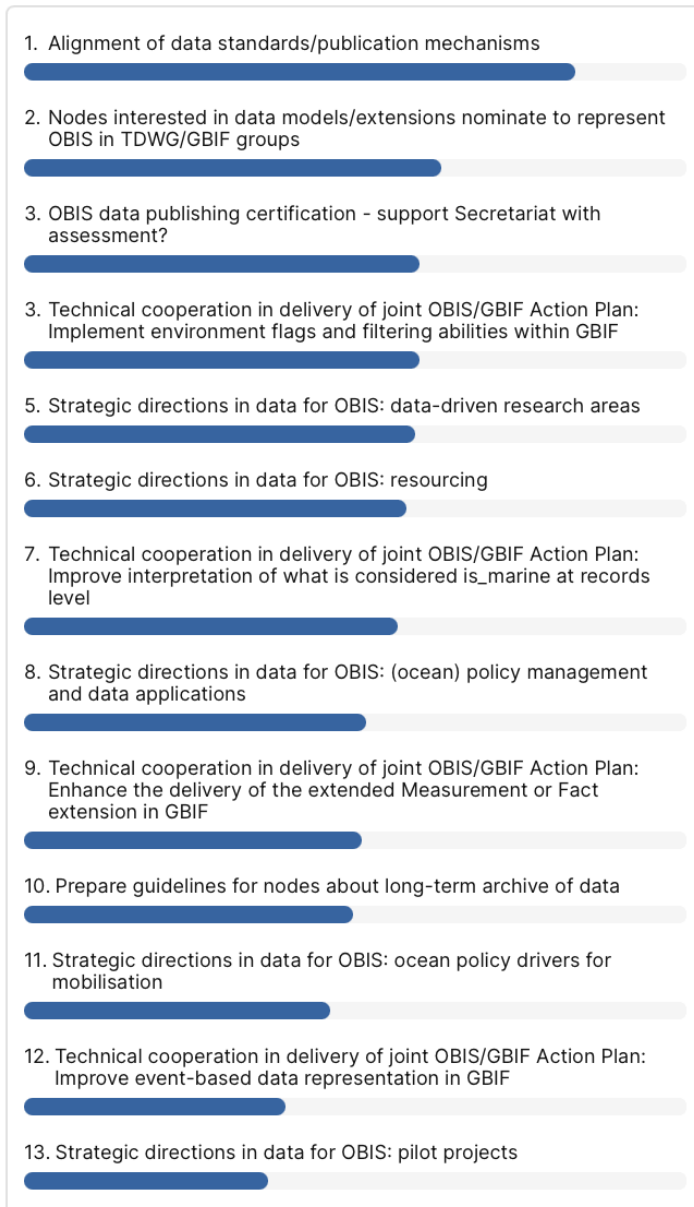 1. Alignment of data standards/publication mechanisms
2. Nodes interested in data models/extensions nominate to represent
OBIS in TDWG/GBIF groups
3. OBIS data publishing certification - support Secretariat with
assessment?
3. Technical cooperation in delivery of joint OBIS/GBIF Action Plan:
Implement environment flags and filtering abilities within GBIF
5. Strategic directions in data for OBIS: data-driven research areas
6. Strategic directions in data for OBIS: resourcing
7. Technical cooperation in delivery of joint OBIS/GBIF Action Plan:
Improve interpretation of what is considered is_marine at records
level
8. Strategic directions in data for OBIS: (ocean) policy management
and data applications
9. Technical cooperation in delivery of joint OBIS/GBIF Action Plan:
Enhance the delivery of the extended Measurement or Fact
extension in GBIF
10. Prepare guidelines for nodes about long-term archive of data
11. Strategic directions in data for OBIS: ocean policy drivers for
mobilisation
12. Technical cooperation in delivery of joint OBIS/GBIF Action Plan:
Improve event-based data representation in GBIF
13. Strategic directions in data for OBIS: pilot projects